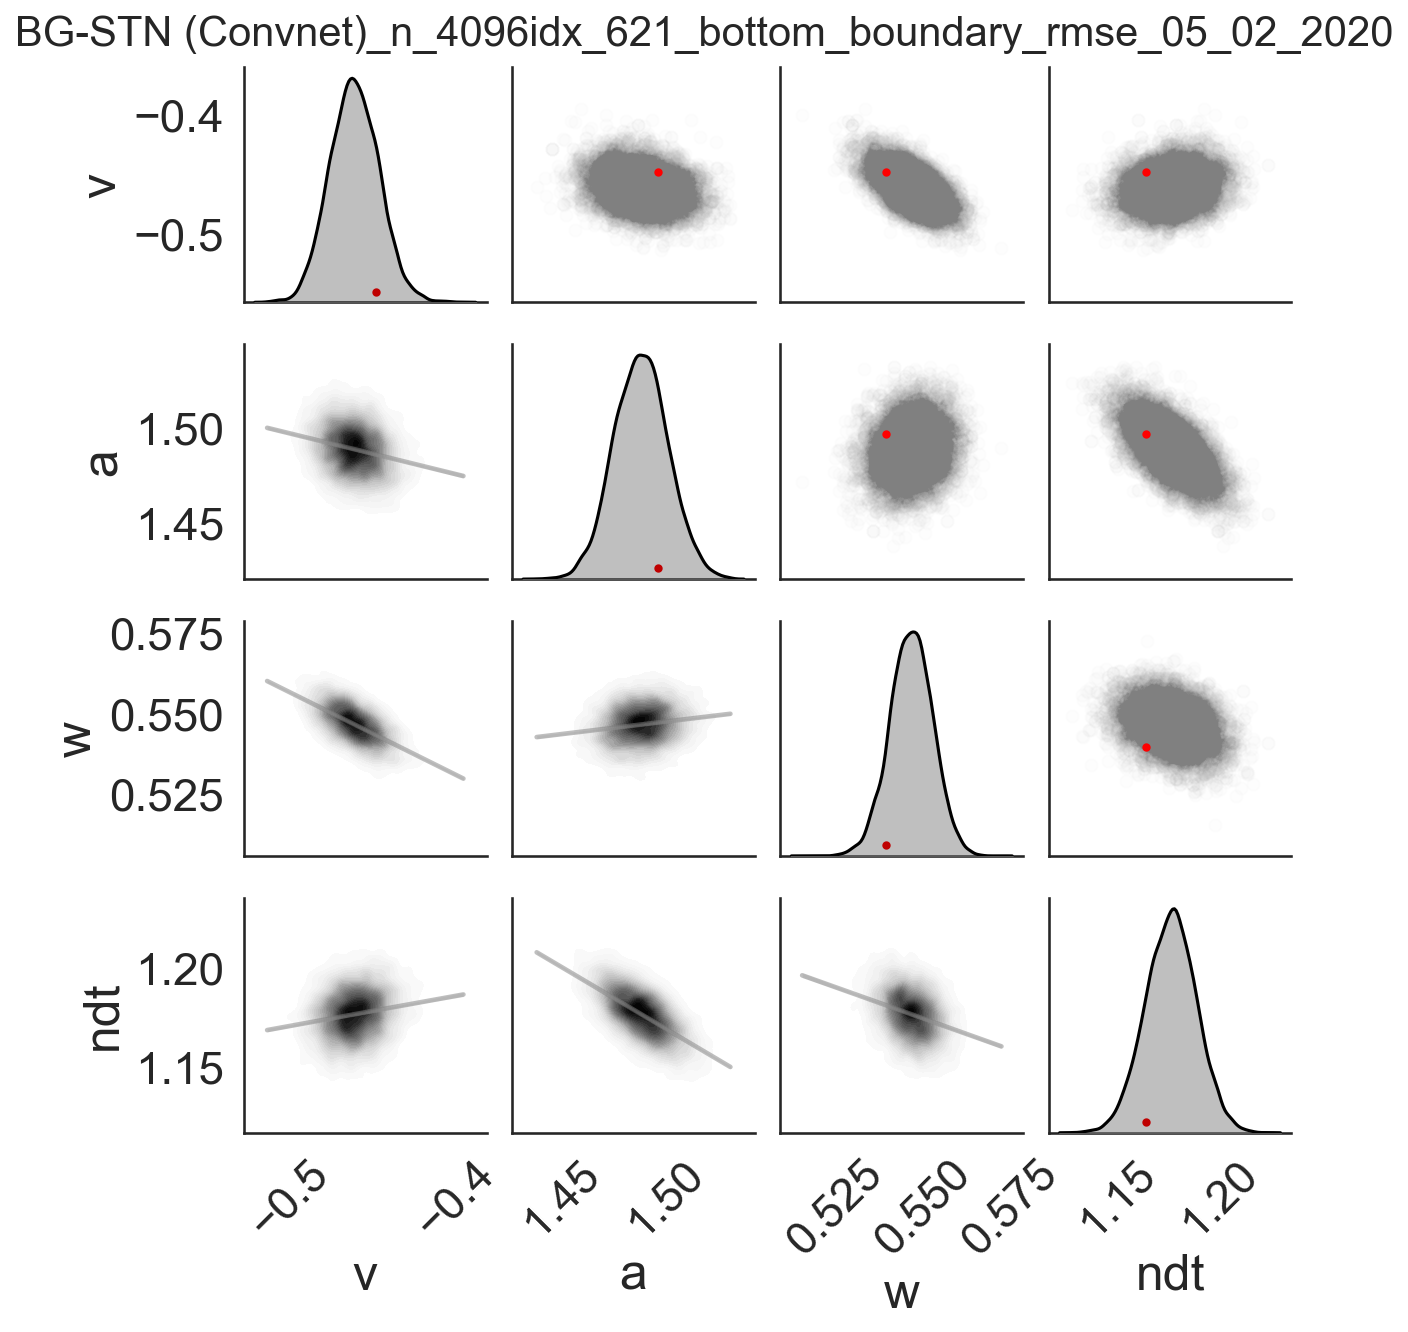 BG-STN (Convnet)_n_4096idx_621_bottom_boundary_rmse_05_02_2020
−0.4
v
−0.5
1.50
a
1.45
0.575
0.550
w
0.525
1.20
ndt
1.15
−0.5 −0.4 1.45 1.50 0.525 0.550 0.575 1.15 1.20
v a w ndt